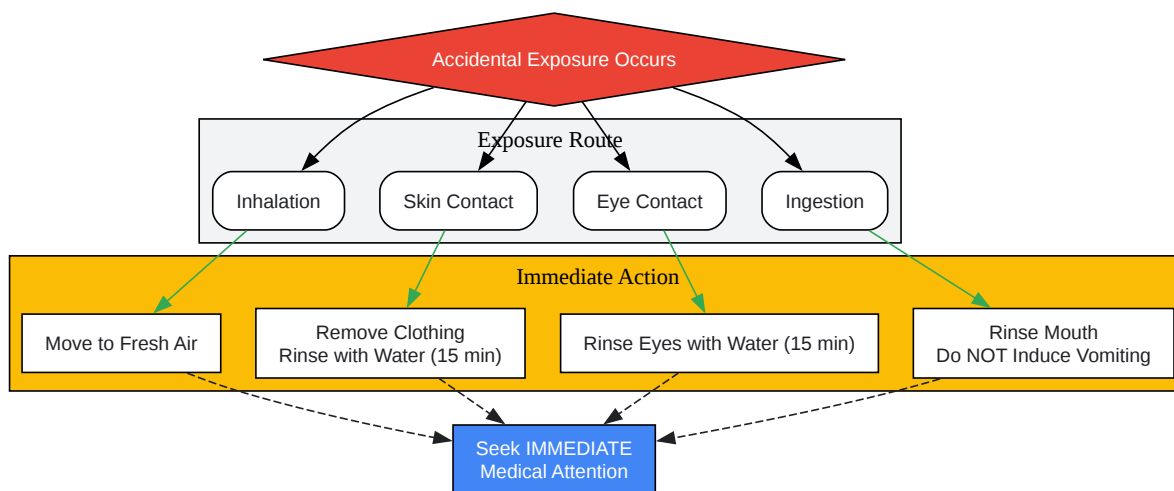 Accidental Exposure Occurs
Exposure Route
Inhalation
Skin Contact
Eye Contact
Ingestion
Immediate Action
Move to Fresh Air
Remove Clothing
Rinse with Water (15 min)
Rinse Eyes with Water (15 min)
Rinse Mouth
Do NOT Induce Vomiting
Seek IMMEDIATE
Medical Attention